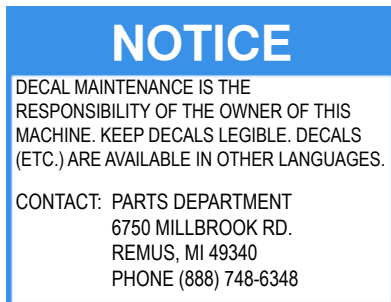 NOTICE
DECAL MAINTENANCE IS THE
RESPONSIBILITY OF THE OWNER OF THIS
MACHINE. KEEP DECALS LEGIBLE. DECALS
(ETC.) ARE AVAILABLE IN OTHER LANGUAGES.
CONTACT: PARTS DEPARTMENT
6750 MILLBROOK RD.
REMUS, MI 49340
PHONE (888) 748-6348